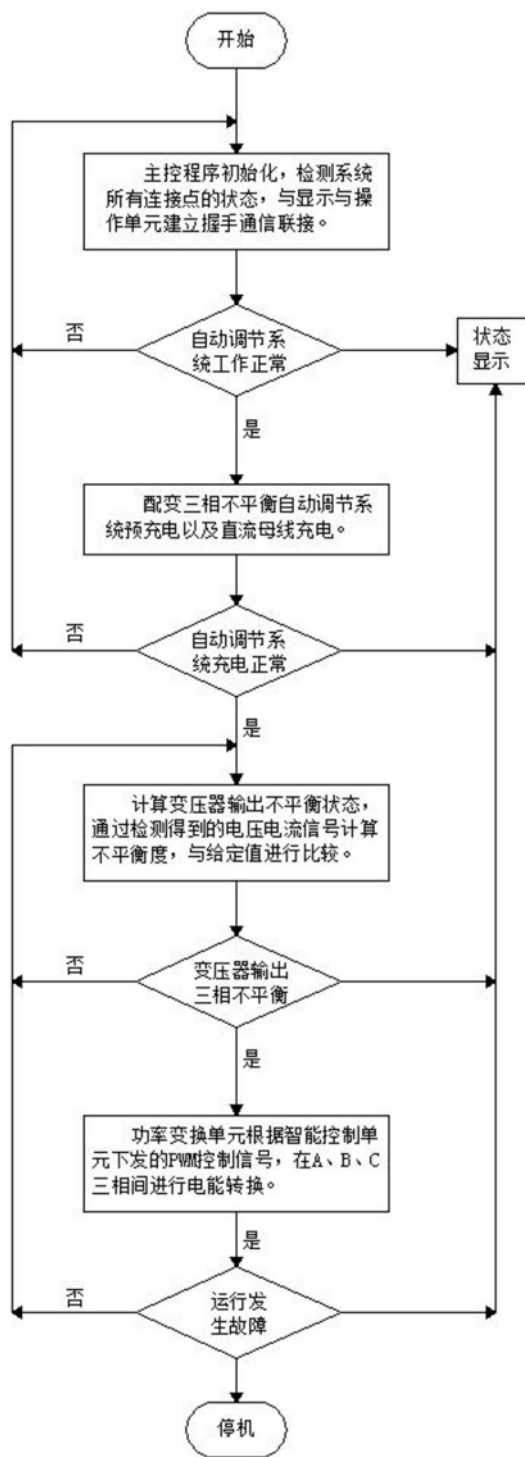 开始
主控程序初始化，检测系统
所有连接点的状态，与显示与操
作单元建立握手通信联接。
否
自动调节系
统工作正常
状态
显示
是
配变三相不平衡自动调节系
统预充电以及直流母线充电。
否
自动调节系
统充电正常
是
计算变压器输出不平衡状态，
通过检测得到的电压电流信号计算
不平衡度，与给定值进行比较。
否
变压器输出
三相不平衡
是
功率变换单元根据智能控制单
元下发的PWM控制信号，在A、B、C
三相间进行电能转换。
是
否
运行发
生故障
停机